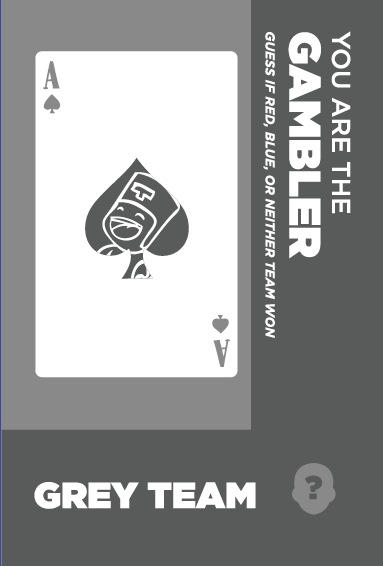 YOU ARE THE
GAMBLER
GUESS IF RED, BLUE, OR NEITHER TEAM WON
A
A
GREY TEAM
?